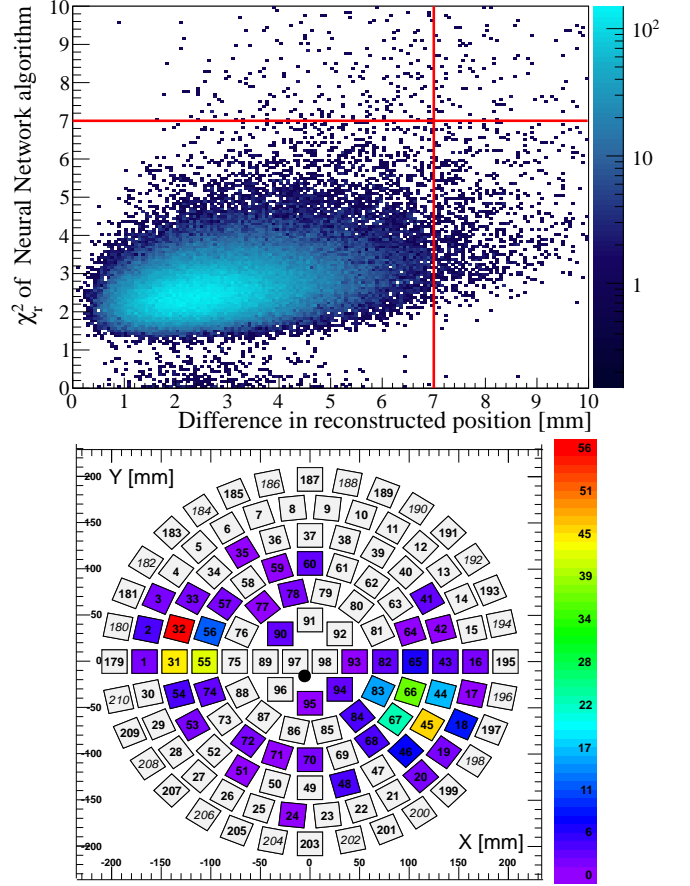 10
9
8
7
6
5
4
3
2
1
0
χ²ᵣ of Neural Network algorithm
0 1 2 3 4 5 6 7 8 9 10
Difference in reconstructed position [mm]
10²
10
1
Y [mm]
200
150
100
50
0
-50
-100
-150
-200
186 187 188
185 189
184 7 8 9 10 190
183 6 11 191
5 36 37 38 12
182 35 39 192
4 34 59 60 61 40 13
181 58 62 193
3 33 57 77 78 79 80 63 41 14
180 2 32 56 76 90 91 92 81 64 42 15 194
179 1 31 55 75 89 97 98 93 82 65 43 16 195
210 30 54 74 88 96 95 94 83 66 44 17 196
209 29 53 73 87 86 85 84 67 45 18 197
208 28 52 72 71 70 69 68 46 19 198
207 27 51 50 49 48 47 20 199
206 26 25 24 23 22 21 200
205 204 203 202 201
X [mm]
-200 -150 -100 -50 0 50 100 150 200
56
51
45
39
34
28
22
17
11
6
0